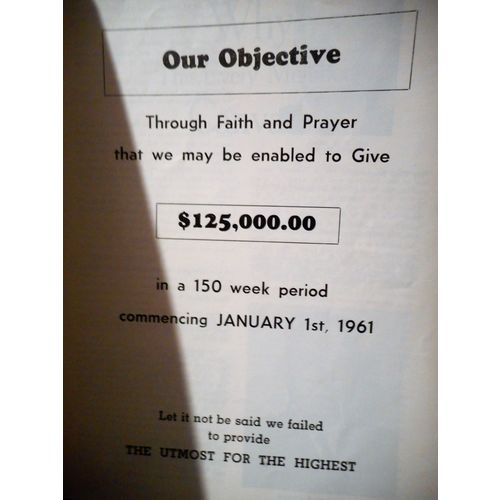 Our Objective
Through Faith and Prayer
that we may be enabled to Give
$125,000.00
in a 150 week period
commencing JANUARY 1st, 1961
Let it not be said we failed
to provide
THE UTMOST FOR THE HIGHEST